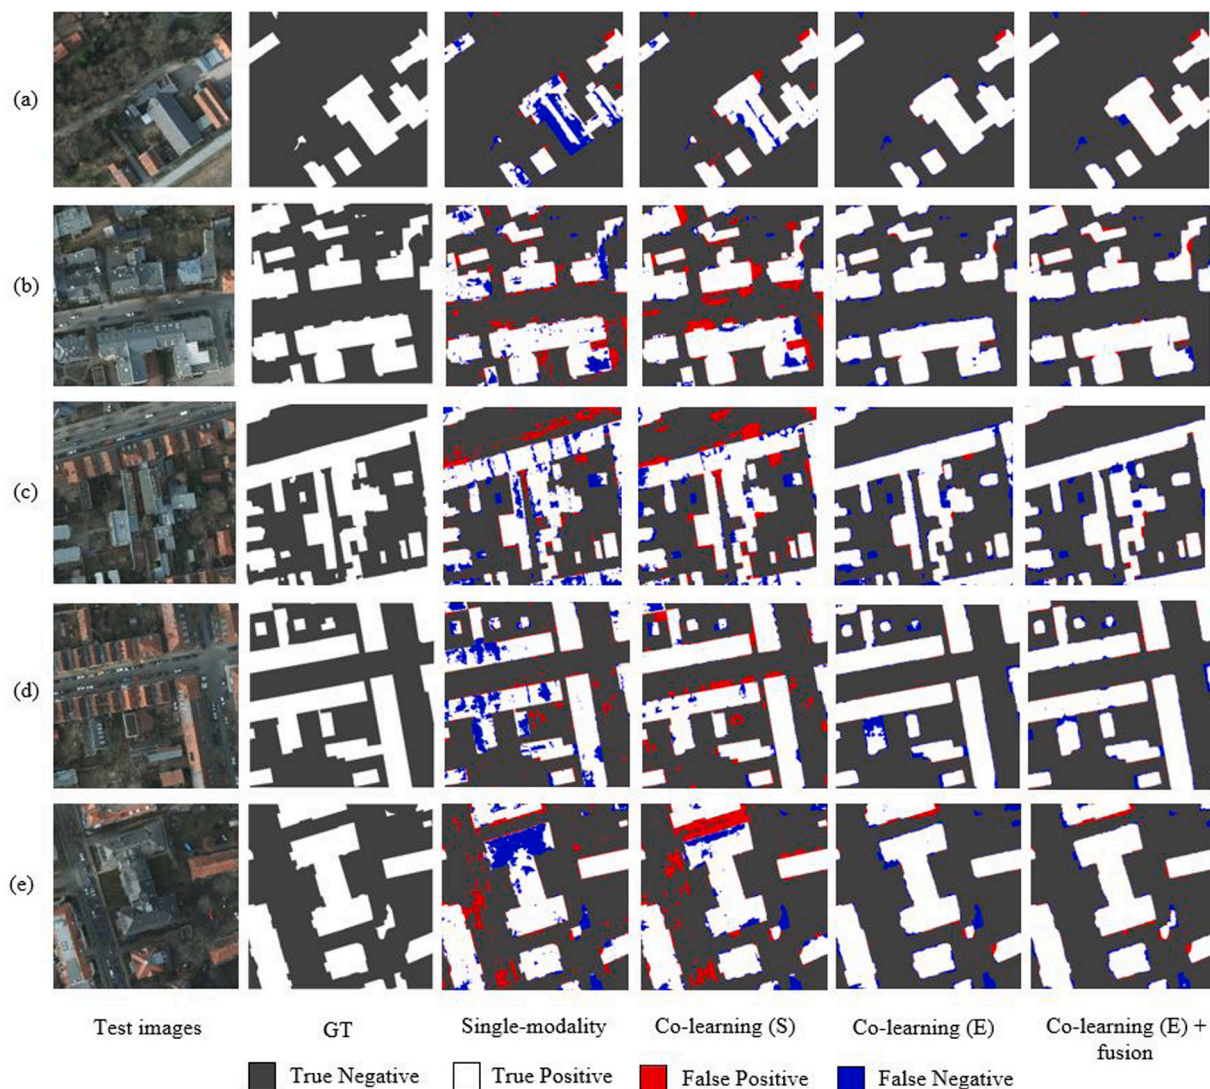 (a)
(b)
(c)
(d)
(e)
Test images GT Single-modality Co-learning (S) Co-learning (E) Co-learning (E) +
fusion
True Negative True Positive False Positive False Negative